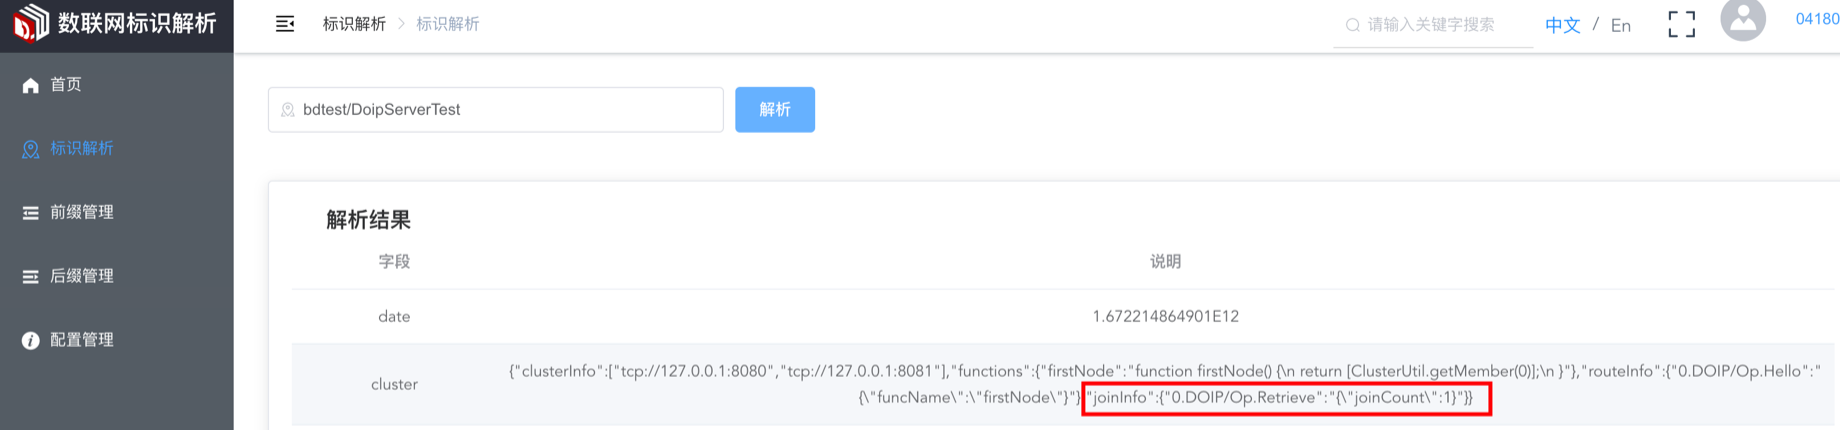 数联网标识解析
标识解析 > 标识解析
请输入关键字搜索
中文 / En
04180
首页
标识解析
前缀管理
后缀管理
配置管理
bdtest/DoipServerTest
解析
解析结果
字段 说明
date 1.672214864901E12
cluster {"clusterInfo":["tcp://127.0.0.1:8080","tcp://127.0.0.1:8081"],"functions":{"firstNode":"function firstNode() {\n return [ClusterUtil.getMember(0)];\n }"},"routeInfo":{"0.DOIP/Op.Hello":"
{\"funcName\":\"firstNode\"}"},"joinInfo":{"0.DOIP/Op.Retrieve":"{\"joinCount\":1}"}}